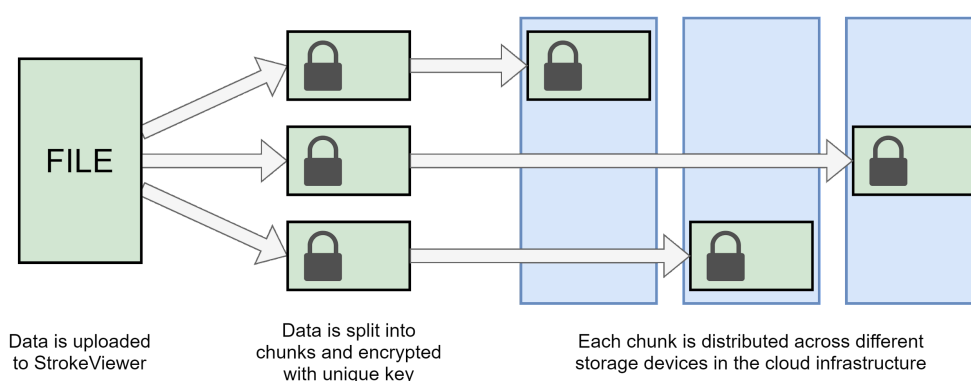 FILE
Data is uploaded
to StrokeViewer
Data is split into
chunks and encrypted
with unique key
Each chunk is distributed across different
storage devices in the cloud infrastructure